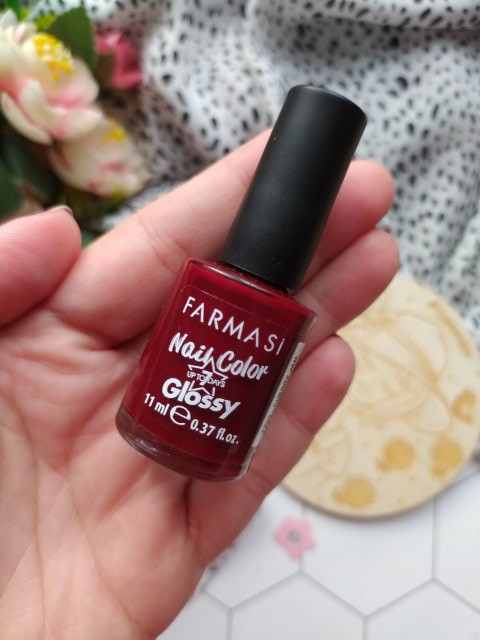 FARMASi
Nail Color
UP TO 7 DAYS
Glossy
11 ml ℮ 0.37 fl.oz.